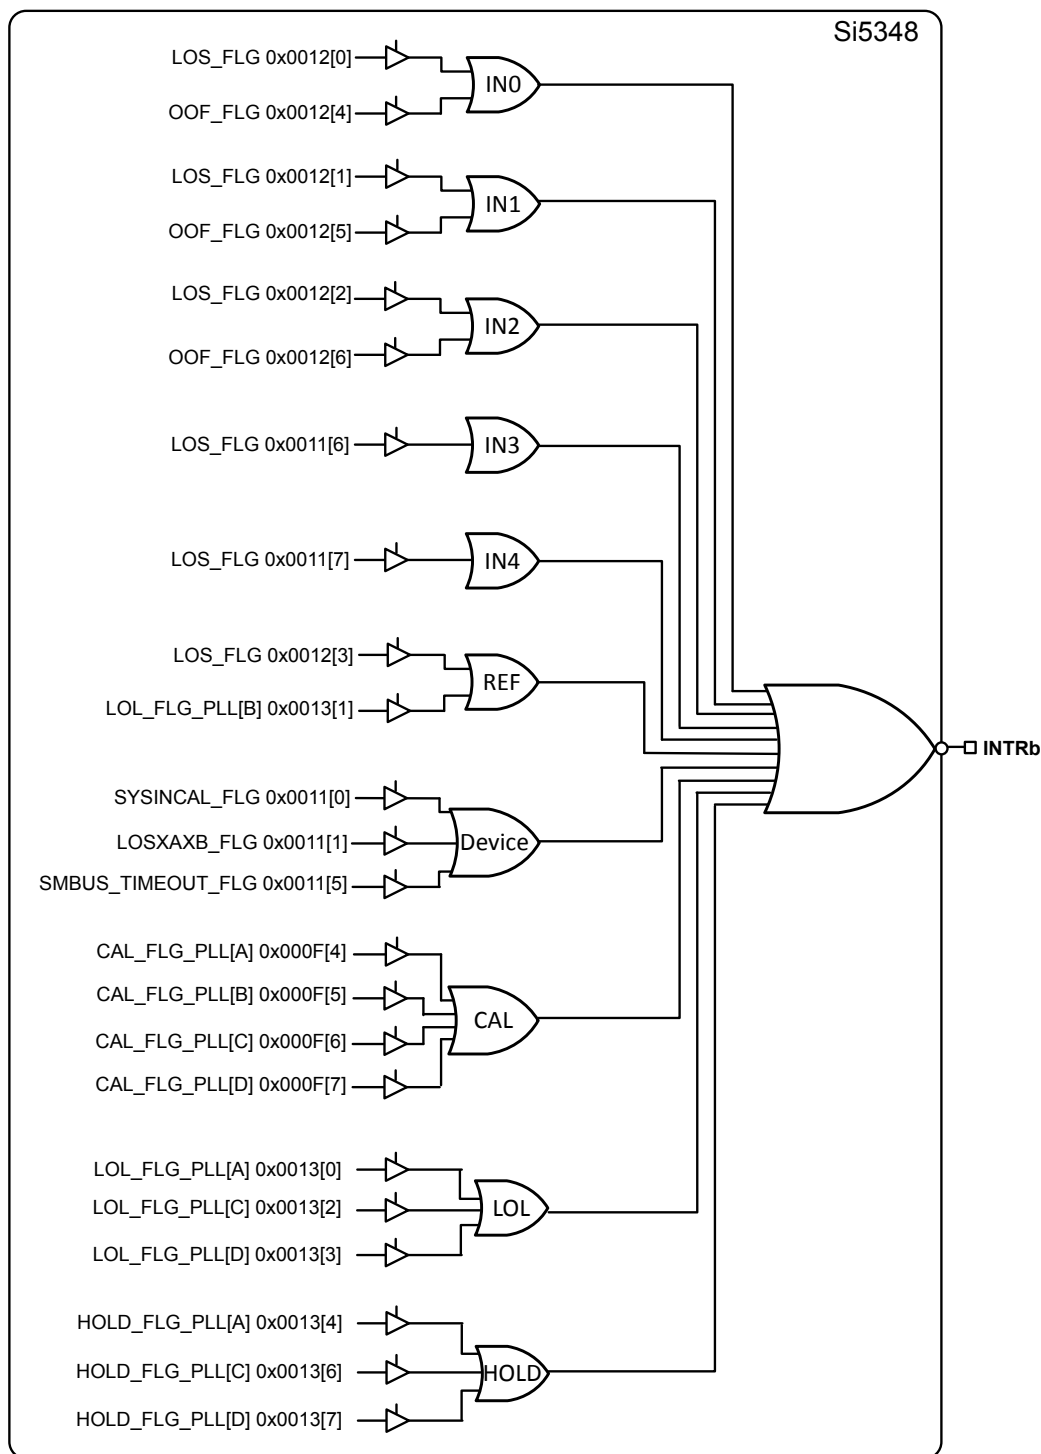 Si5348
LOS_FLG 0x0012[0]
IN0
OOF_FLG 0x0012[4]
LOS_FLG 0x0012[1]
IN1
OOF_FLG 0x0012[5]
LOS_FLG 0x0012[2]
IN2
OOF_FLG 0x0012[6]
LOS_FLG 0x0011[6]
IN3
LOS_FLG 0x0011[7]
IN4
LOS_FLG 0x0012[3]
REF
LOL_FLG_PLL[B] 0x0013[1]
INTRb
SYSINCAL_FLG 0x0011[0]
LOSXAXB_FLG 0x0011[1]
Device
SMBUS_TIMEOUT_FLG 0x0011[5]
CAL_FLG_PLL[A] 0x000F[4]
CAL_FLG_PLL[B] 0x000F[5]
CAL
CAL_FLG_PLL[C] 0x000F[6]
CAL_FLG_PLL[D] 0x000F[7]
LOL_FLG_PLL[A] 0x0013[0]
LOL_FLG_PLL[C] 0x0013[2]
LOL
LOL_FLG_PLL[D] 0x0013[3]
HOLD_FLG_PLL[A] 0x0013[4]
HOLD_FLG_PLL[C] 0x0013[6]
HOLD
HOLD_FLG_PLL[D] 0x0013[7]